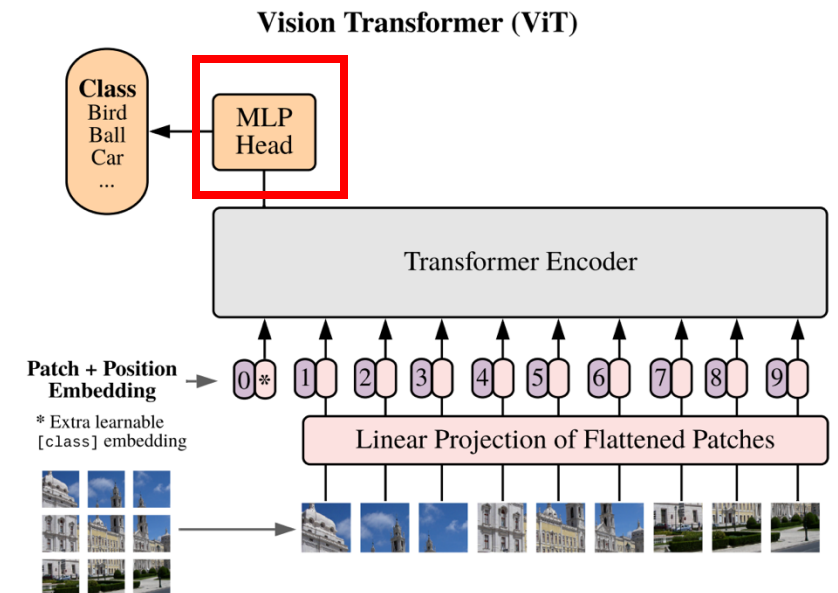 Vision Transformer (ViT)
Class
Bird
Ball
Car
...
MLP
Head
Transformer Encoder
Patch + Position
Embedding
0 * 1 2 3 4 5 6 7 8 9
* Extra learnable
[class] embedding
Linear Projection of Flattened Patches